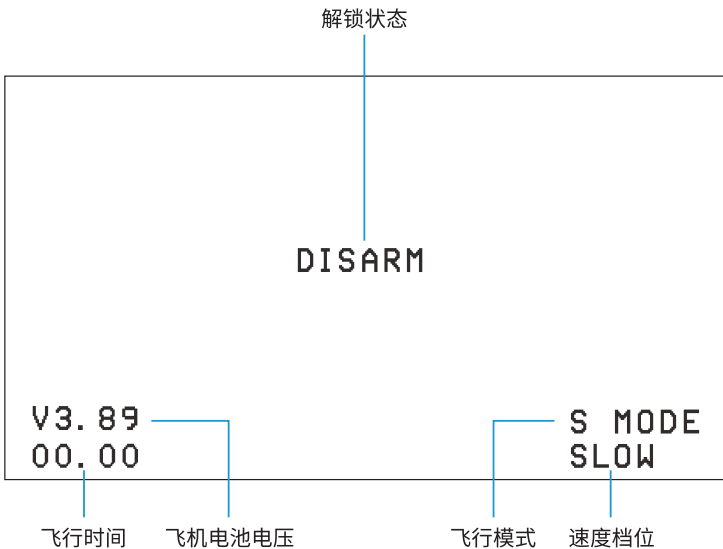 解锁状态
DISARM
V3.89
S MODE
00.00
SLOW
飞行时间
飞机电池电压
飞行模式
速度档位